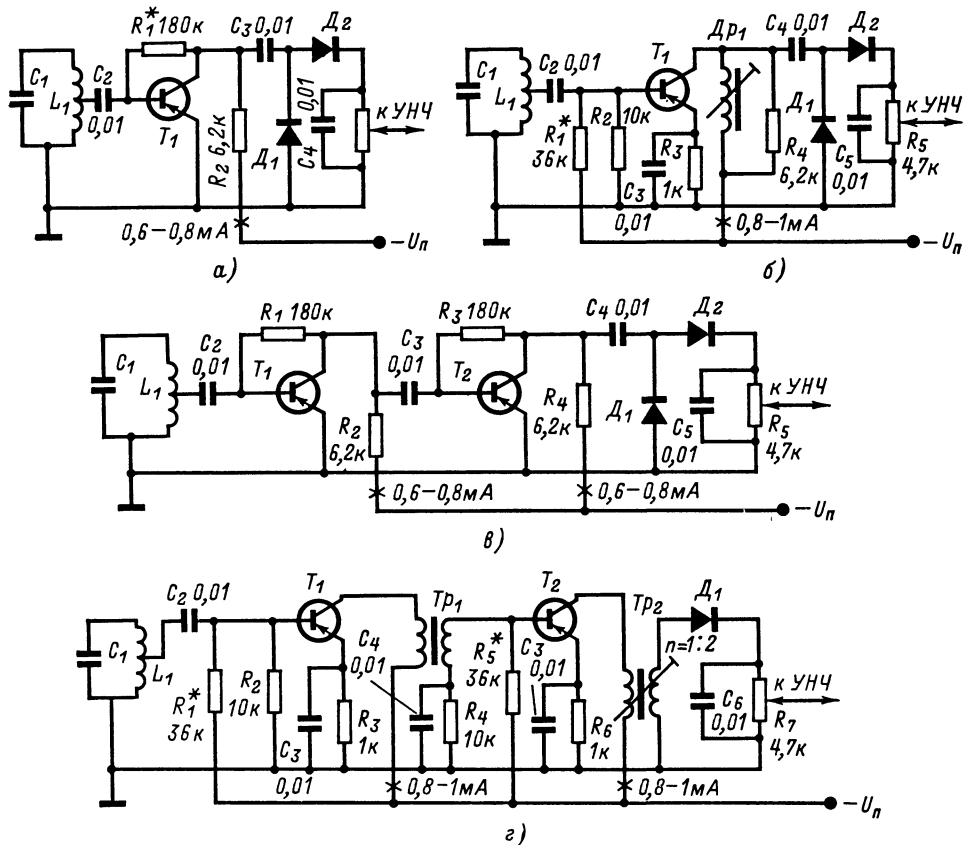 R₁* 180к
C₃ 0,01
Д₂
C₁
L₁
C₂
0,01
T₁
R₂ 6,2к
Д₁
0,01
C₄
к УНЧ
0,6–0,8мА
–Uп
а)
Др₁
C₄ 0,01
Д₂
T₁
C₂ 0,01
C₁
L₁
R₁*
36к
R₂
10к
C₃
0,01
R₃
1к
R₄
6,2к
Д₁
C₅
0,01
к УНЧ
R₅
4,7к
0,8–1мА
–Uп
б)
R₁ 180к
R₃ 180к
C₄ 0,01
Д₂
C₁
L₁
C₂
0,01
T₁
C₃
0,01
T₂
R₂
6,2к
R₄
6,2к
Д₁
C₅
0,01
к УНЧ
R₅
4,7к
0,6–0,8мА
0,6–0,8мА
–Uп
в)
T₁
T₂
C₂ 0,01
Тр₁
Тр₂
Д₁
n=1:2
C₁
L₁
R₁*
36к
R₂
10к
C₃
0,01
R₃
1к
C₄
0,01
R₄
10к
R₅*
36к
C₃
0,01
R₆
1к
C₆
0,01
к УНЧ
R₇
4,7к
0,8–1мА
0,8–1мА
–Uп
г)